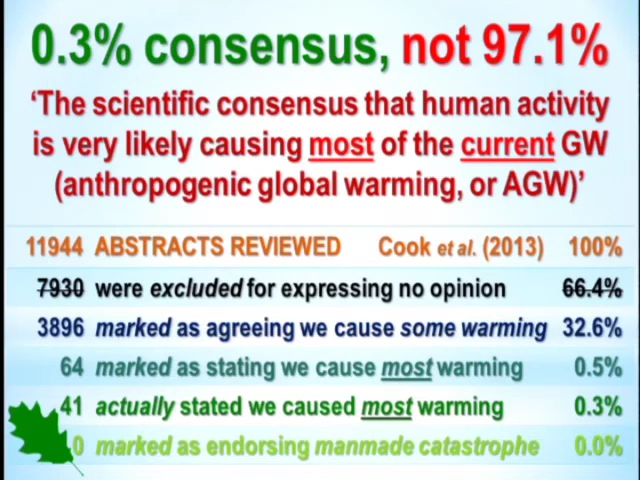 0.3% consensus, not 97.1%
‘The scientific consensus that human activity
is very likely causing most of the current GW
(anthropogenic global warming, or AGW)’
11944 ABSTRACTS REVIEWED Cook et al. (2013) 100%
7930 were excluded for expressing no opinion 66.4%
3896 marked as agreeing we cause some warming 32.6%
64 marked as stating we cause most warming 0.5%
41 actually stated we caused most warming 0.3%
0 marked as endorsing manmade catastrophe 0.0%